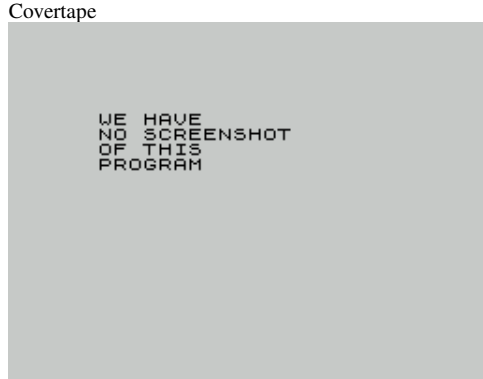 Covertape
WE HAVE
NO SCREENSHOT
OF THIS
PROGRAM